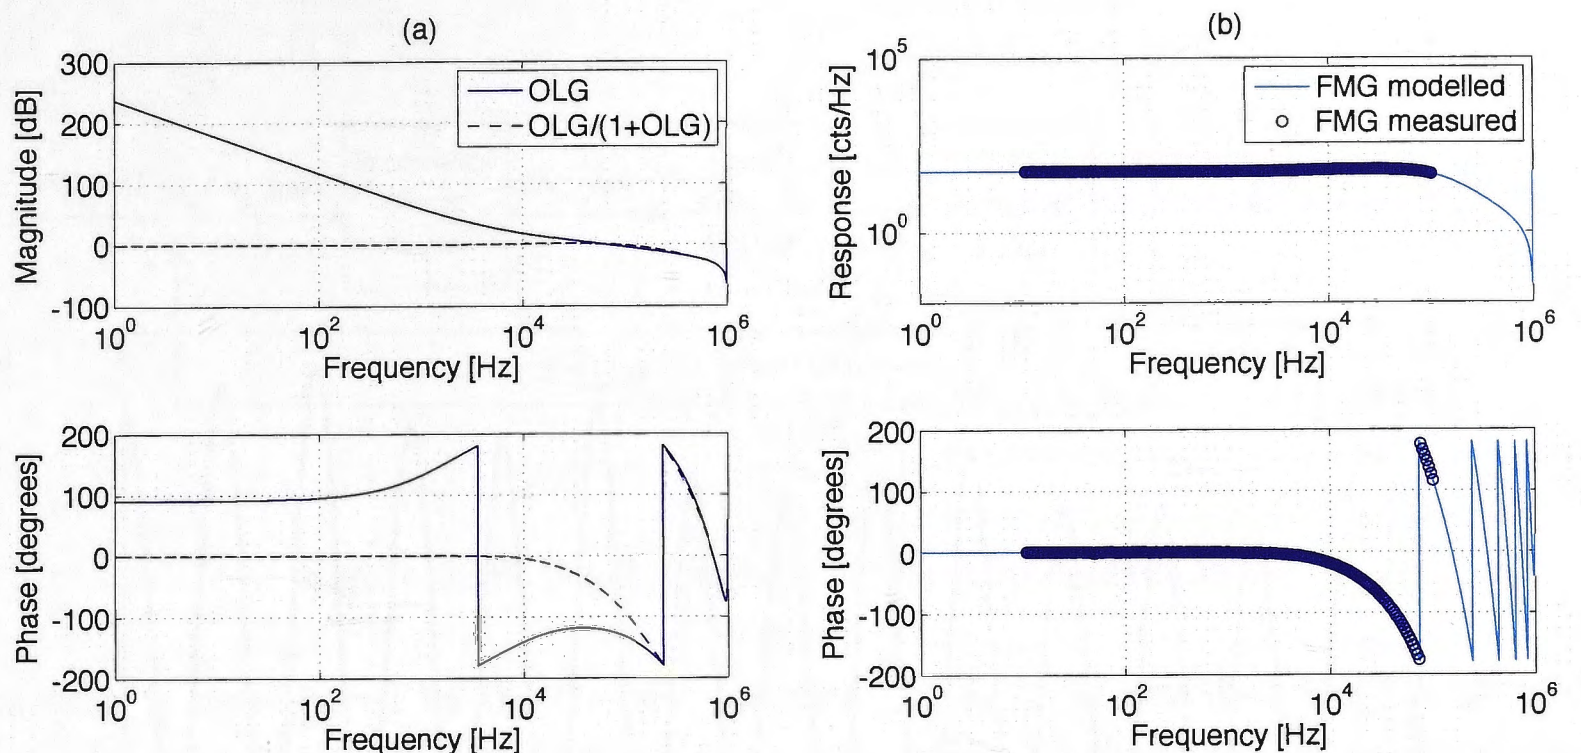 (a)
300
200
100
0
-100
Magnitude [dB]
OLG
OLG/(1+OLG)
10^0 10^2 10^4 10^6
Frequency [Hz]
200
100
0
-100
-200
Phase [degrees]
10^0 10^2 10^4 10^6
Frequency [Hz]
(b)
10^5
10^0
Response [cts/Hz]
FMG modelled
FMG measured
10^0 10^2 10^4 10^6
Frequency [Hz]
200
100
0
-100
-200
Phase [degrees]
10^0 10^2 10^4 10^6
Frequency [Hz]